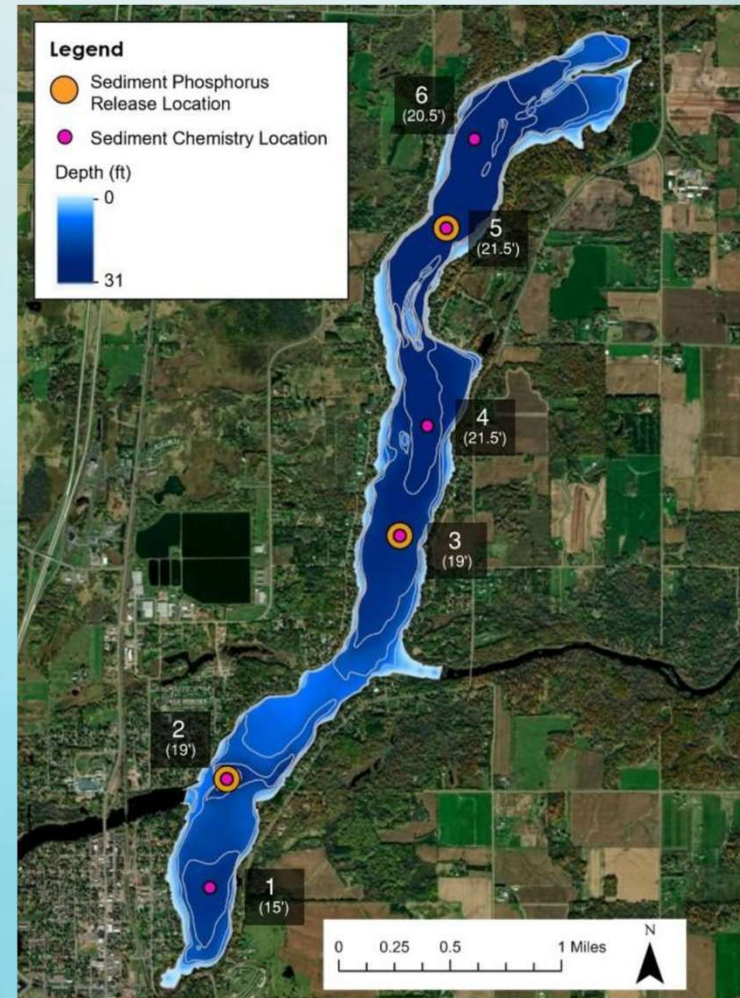 Legend
Sediment Phosphorus
Release Location
Sediment Chemistry Location
Depth (ft)
0
31
6
(20.5')
5
(21.5')
4
(21.5')
3
(19')
2
(19')
1
(15')
N
0 0.25 0.5 1 Miles